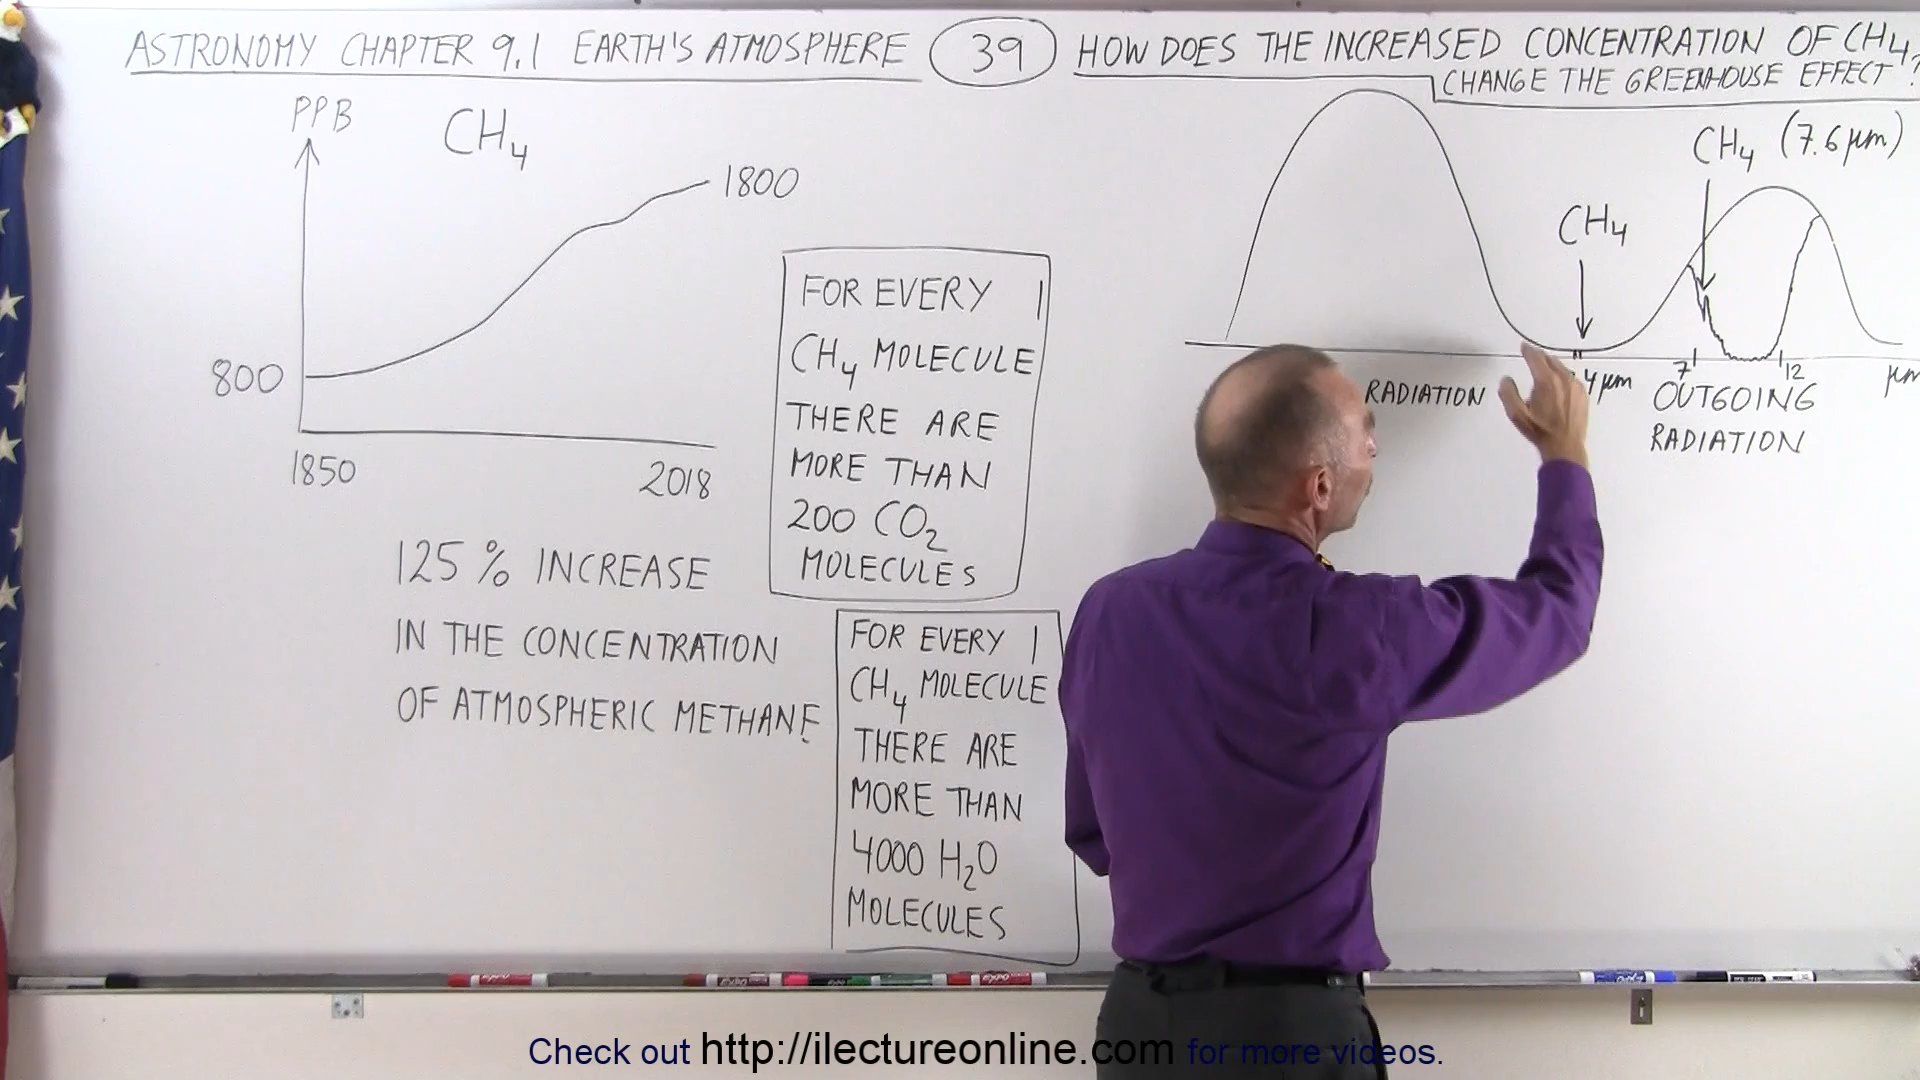 ASTRONOMY CHAPTER 9.1 EARTH'S ATMOSPHERE 39 HOW DOES THE INCREASED CONCENTRATION OF CH4
CHANGE THE GREENHOUSE EFFECT?
PPB
CH4
1800
800
1850
2018
125% INCREASE
IN THE CONCENTRATION
OF ATMOSPHERIC METHANE
FOR EVERY 1
CH4 MOLECULE
THERE ARE
MORE THAN
200 CO2
MOLECULES
FOR EVERY 1
CH4 MOLECULE
THERE ARE
MORE THAN
4000 H2O
MOLECULES
CH4 (7.6 μm)
CH4
4 μm
7
12
μm
RADIATION
OUTGOING
RADIATION
Check out http://ilectureonline.com for more videos.